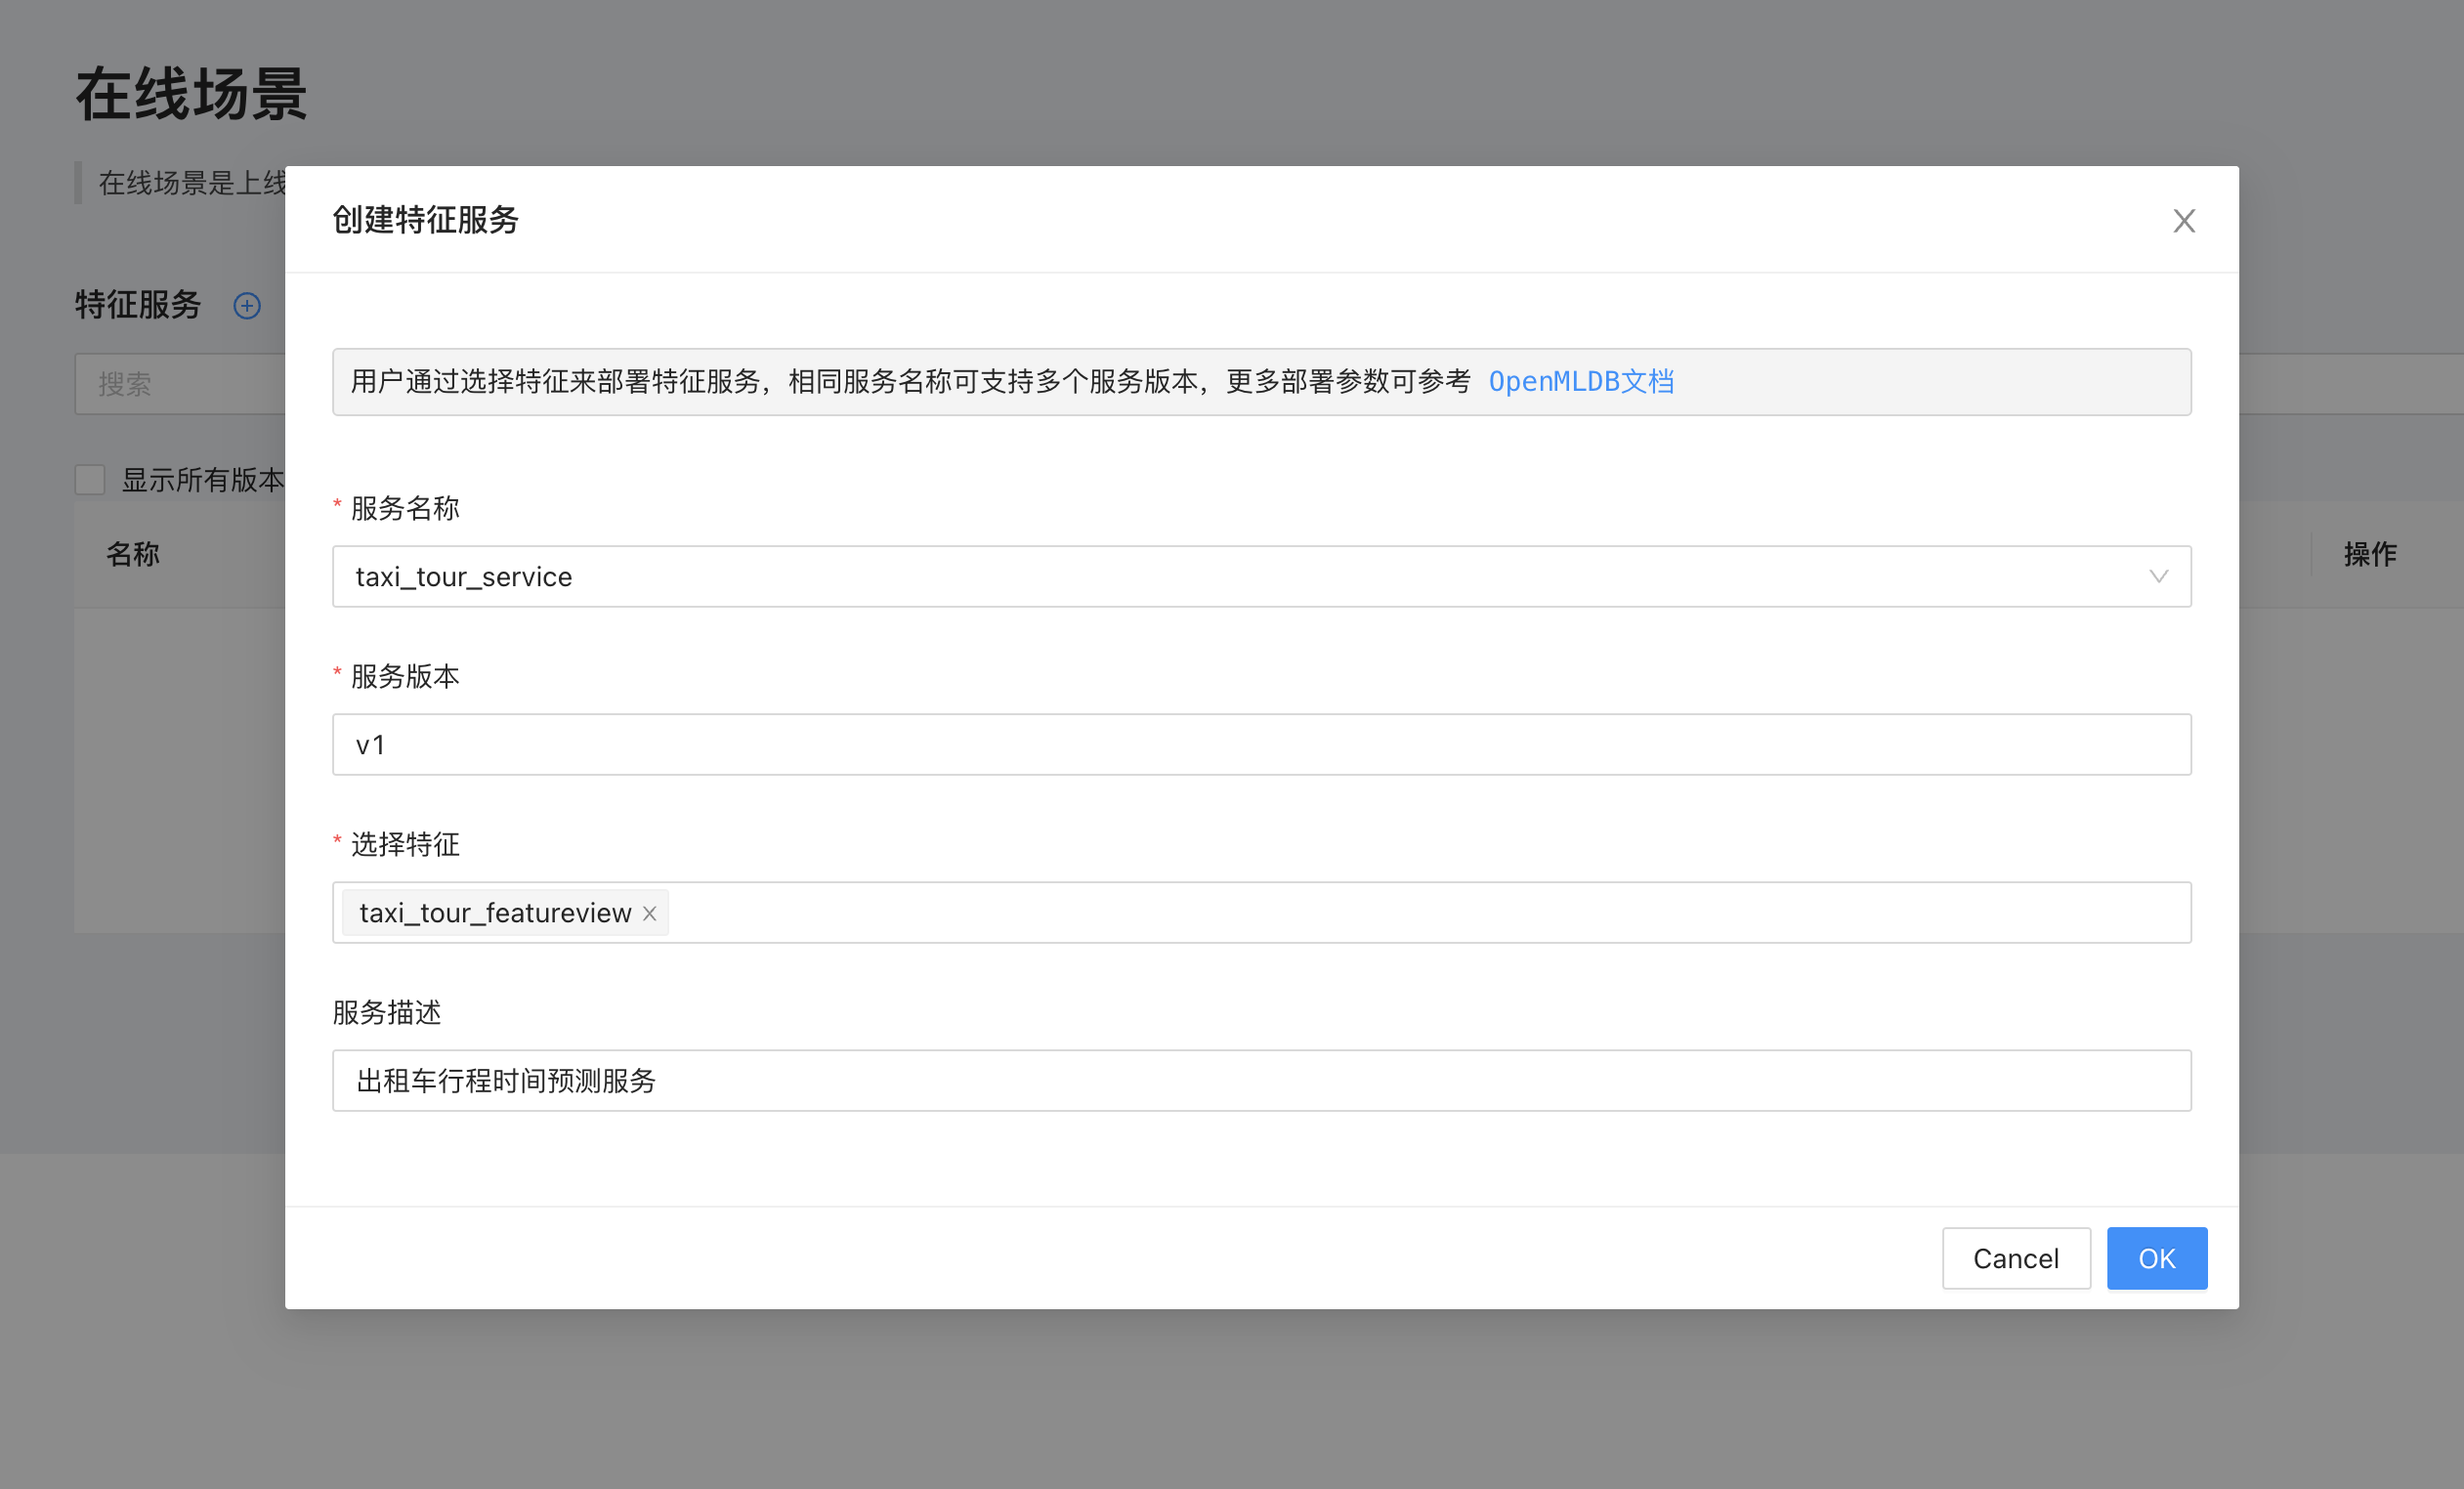 在线场景
在线场景是上线
创建特征服务
特征服务
用户通过选择特征来部署特征服务，相同服务名称可支持多个服务版本，更多部署参数可参考 OpenMLDB文档
搜索
显示所有版本
* 服务名称
名称
操作
taxi_tour_service
* 服务版本
v1
* 选择特征
taxi_tour_featureview
服务描述
出租车行程时间预测服务
Cancel
OK